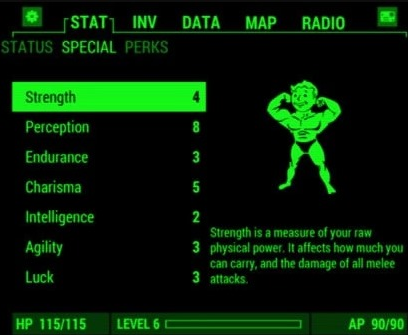 STAT INV DATA MAP RADIO
STATUS SPECIAL PERKS
Strength 4
Perception 8
Endurance 3
Charisma 5
Intelligence 2
Agility 3
Luck 3
Strength is a measure of your raw
physical power. It affects how much you
can carry, and the damage of all melee
attacks.
HP 115/115 LEVEL 6 AP 90/90